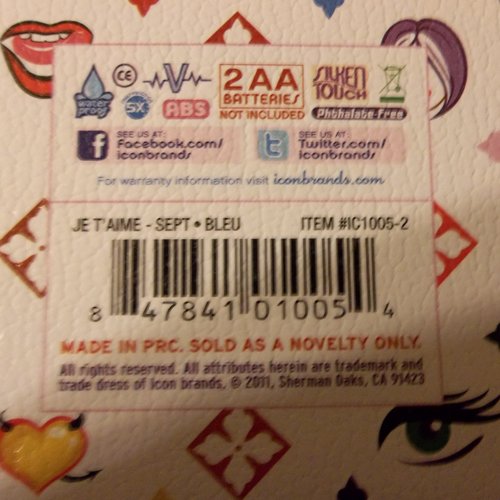 water proof
CE
5X
V
ABS
2 AA
BATTERIES
NOT INCLUDED
SILKEN
TOUCH
Phthalate-Free
f
SEE US AT:
Facebook.com/
iconbrands
t
SEE US AT:
Twitter.com/
iconbrands
For warranty information visit iconbrands.com
JE T'AIME - SEPT • BLEU ITEM #IC1005-2
8 47841 01005 4
MADE IN PRC. SOLD AS A NOVELTY ONLY.
All rights reserved. All attributes herein are trademark and
trade dress of Icon brands, © 2011, Sherman Oaks, CA 91423